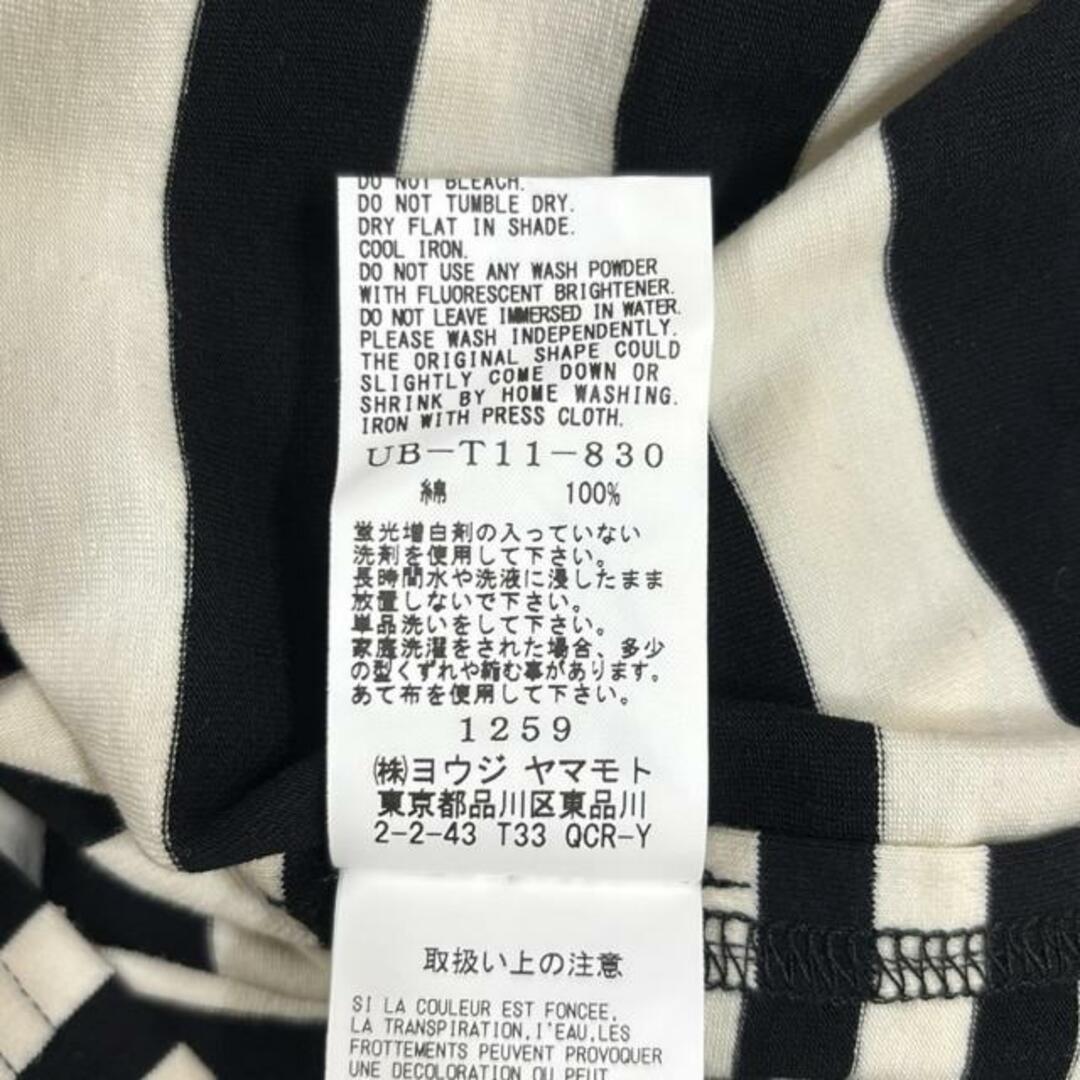 DO NOT BLEACH.
DO NOT TUMBLE DRY.
DRY FLAT IN SHADE.
COOL IRON.
DO NOT USE ANY WASH POWDER
WITH FLUORESCENT BRIGHTENER.
DO NOT LEAVE IMMERSED IN WATER.
PLEASE WASH INDEPENDENTLY.
THE ORIGINAL SHAPE COULD
SLIGHTLY COME DOWN OR
SHRINK BY HOME WASHING.
IRON WITH PRESS CLOTH.
UB-T11-830
綿 100%
蛍光増白剤の入っていない
洗剤を使用して下さい。
長時間水や洗液に浸したまま
放置しないで下さい。
単品洗いをして下さい。
家庭洗濯をされた場合、多少
の型くずれや縮む事があります。
あて布を使用して下さい。
1259
㈱ヨウジ ヤマモト
東京都品川区東品川
2-2-43 T33 QCR-Y
取扱い上の注意
SI LA COULEUR EST FONCEE,
LA TRANSPIRATION,I'EAU,LES
FROTTEMENTS PEUVENT PROVOQUER
UNE DECOLORATION OU PEUT